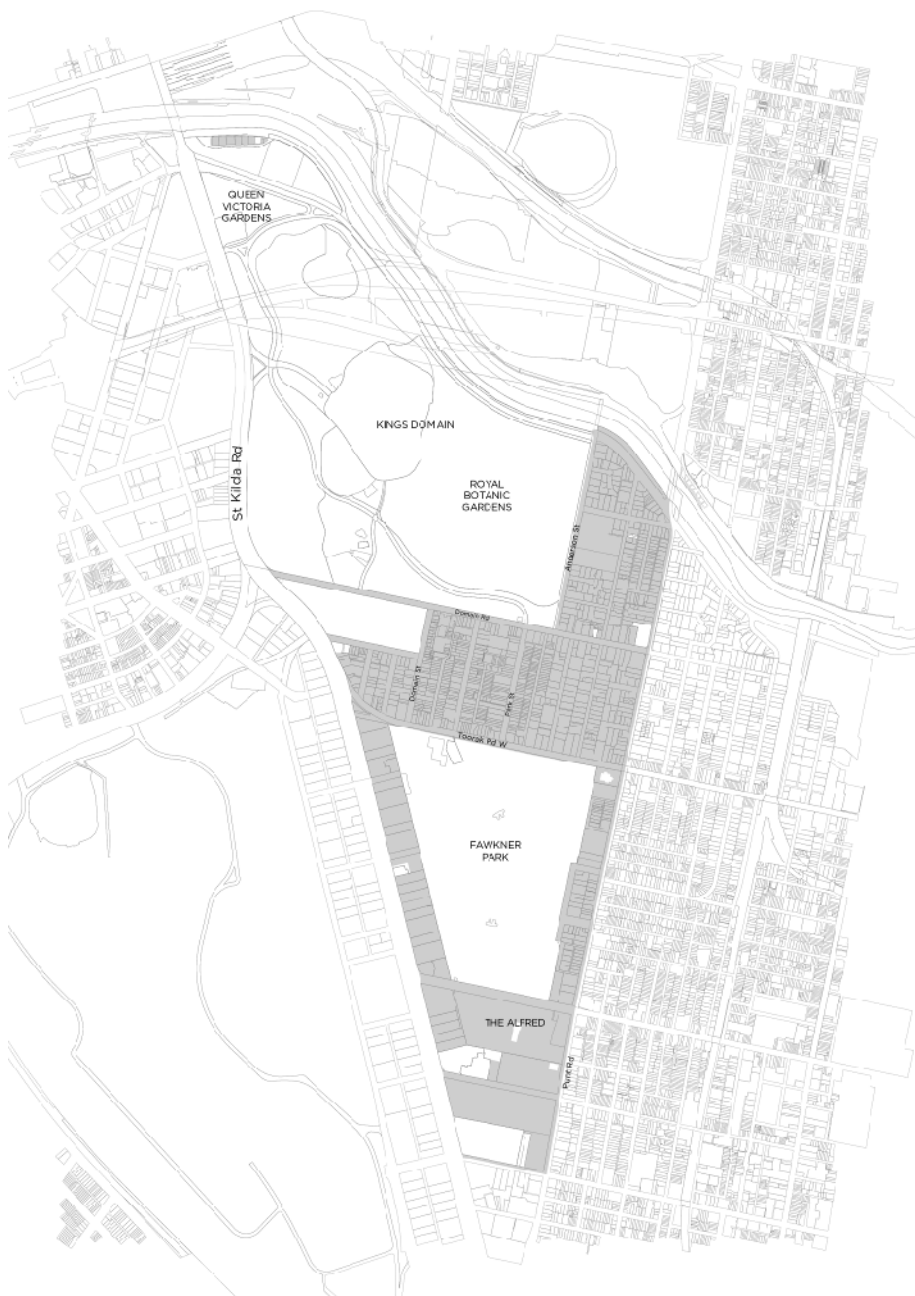 QUEEN
VICTORIA
GARDENS
KINGS DOMAIN
St Kilda Rd
ROYAL
BOTANIC
GARDENS
Anderson St
Domain Rd
Domain St
Park St
Toorak Rd W
FAWKNER
PARK
THE ALFRED
Punt Rd